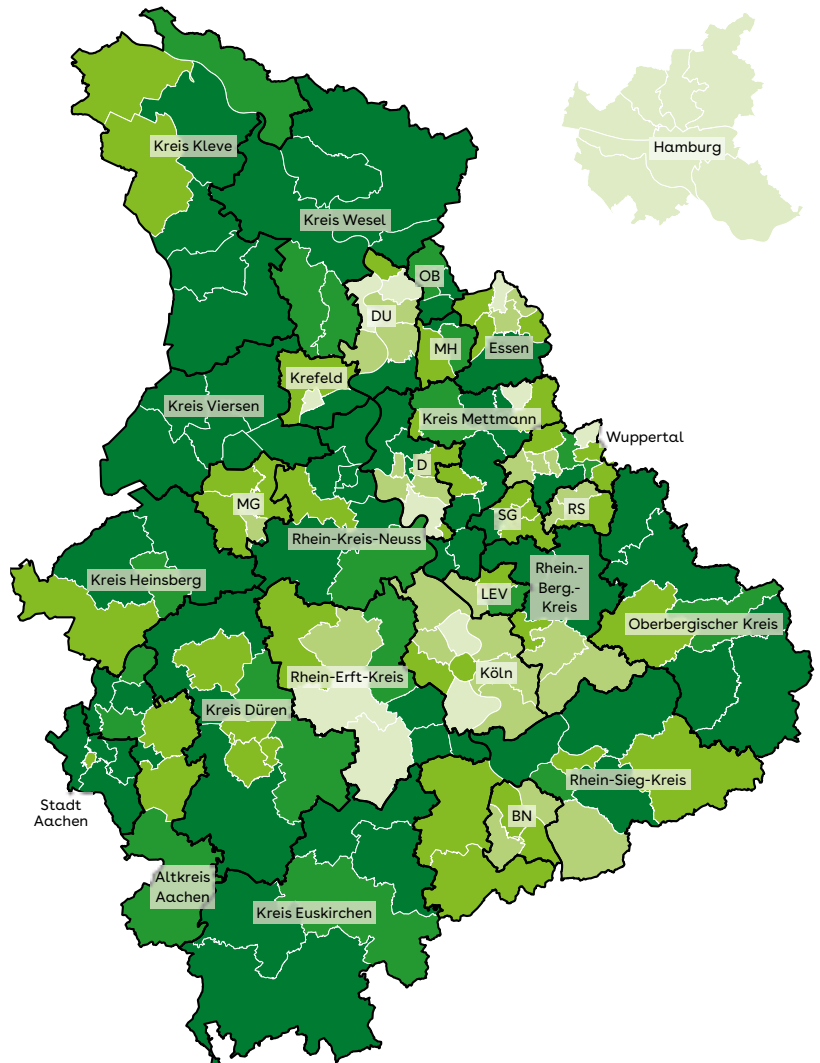 Hamburg
Kreis Kleve
Kreis Wesel
OB
DU
MH
Essen
Krefeld
Kreis Viersen
Kreis Mettmann
Wuppertal
D
MG
SG
RS
Rhein-Kreis-Neuss
Kreis Heinsberg
LEV
Rhein.-
Berg.-
Kreis
Oberbergischer Kreis
Rhein-Erft-Kreis
Köln
Kreis Düren
Rhein-Sieg-Kreis
Stadt
Aachen
BN
Altkreis
Aachen
Kreis Euskirchen